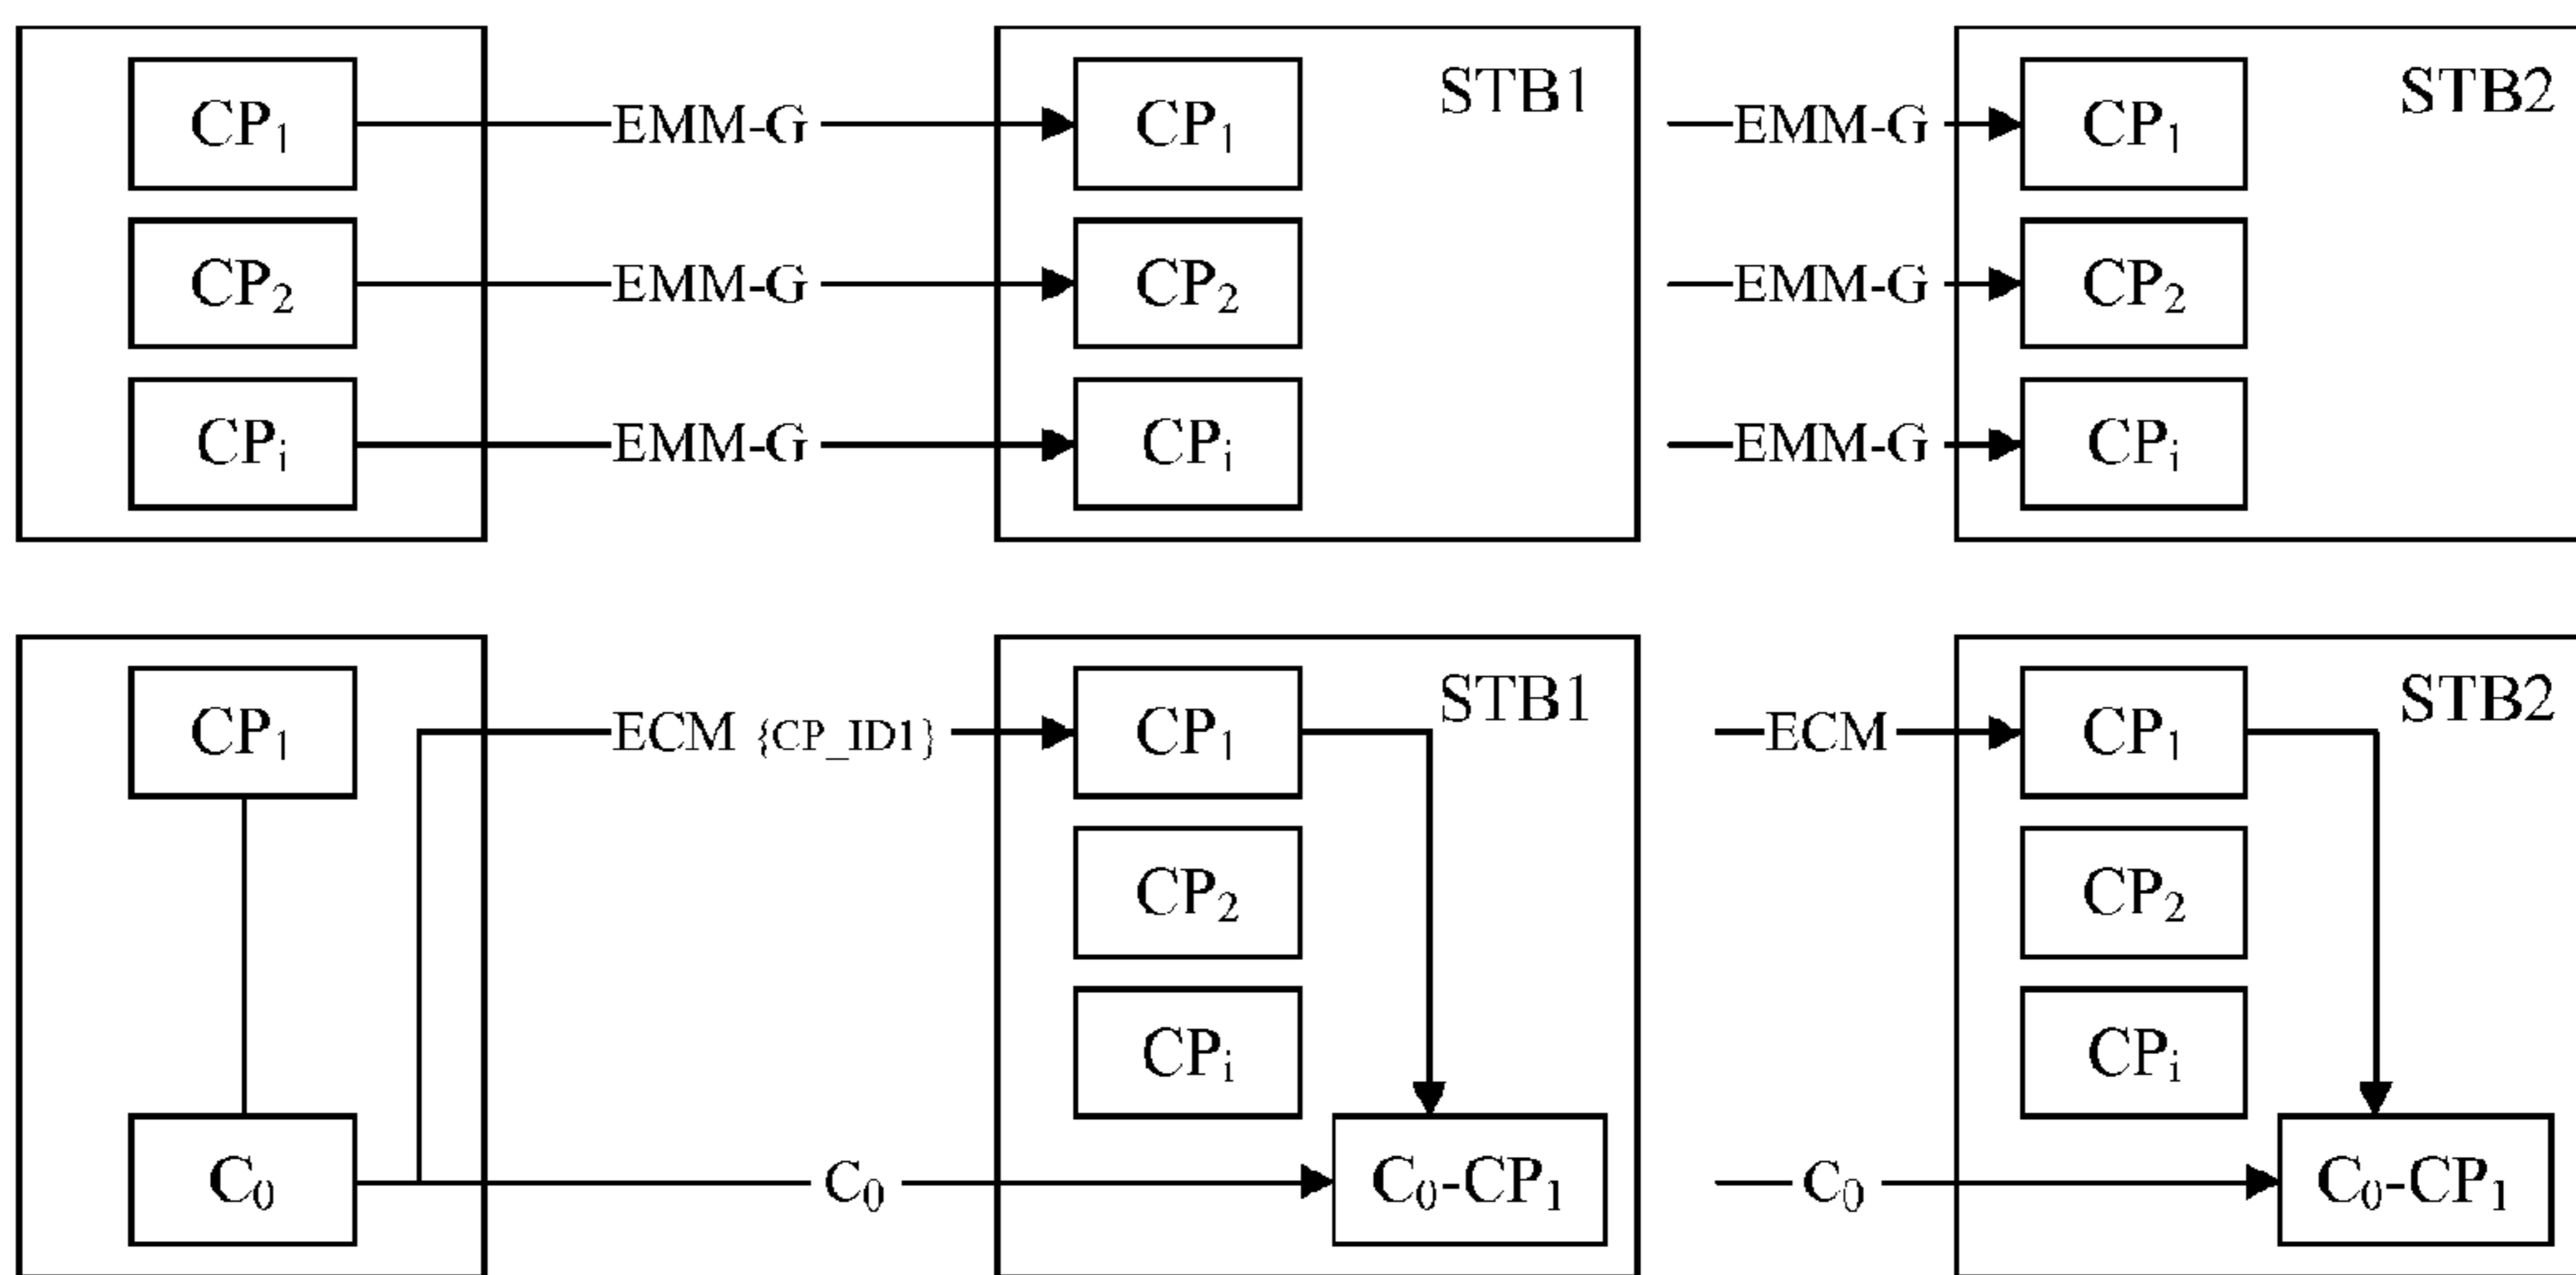 CP₁ EMM-G CP₁ STB1 EMM-G CP₁ STB2
CP₂ EMM-G CP₂ EMM-G CP₂
CPᵢ EMM-G CPᵢ EMM-G CPᵢ
CP₁ ECM {CP_ID1} CP₁ STB1 ECM CP₁ STB2
CP₂ CP₂
CPᵢ CPᵢ
C₀ C₀ C₀-CP₁ C₀ C₀-CP₁